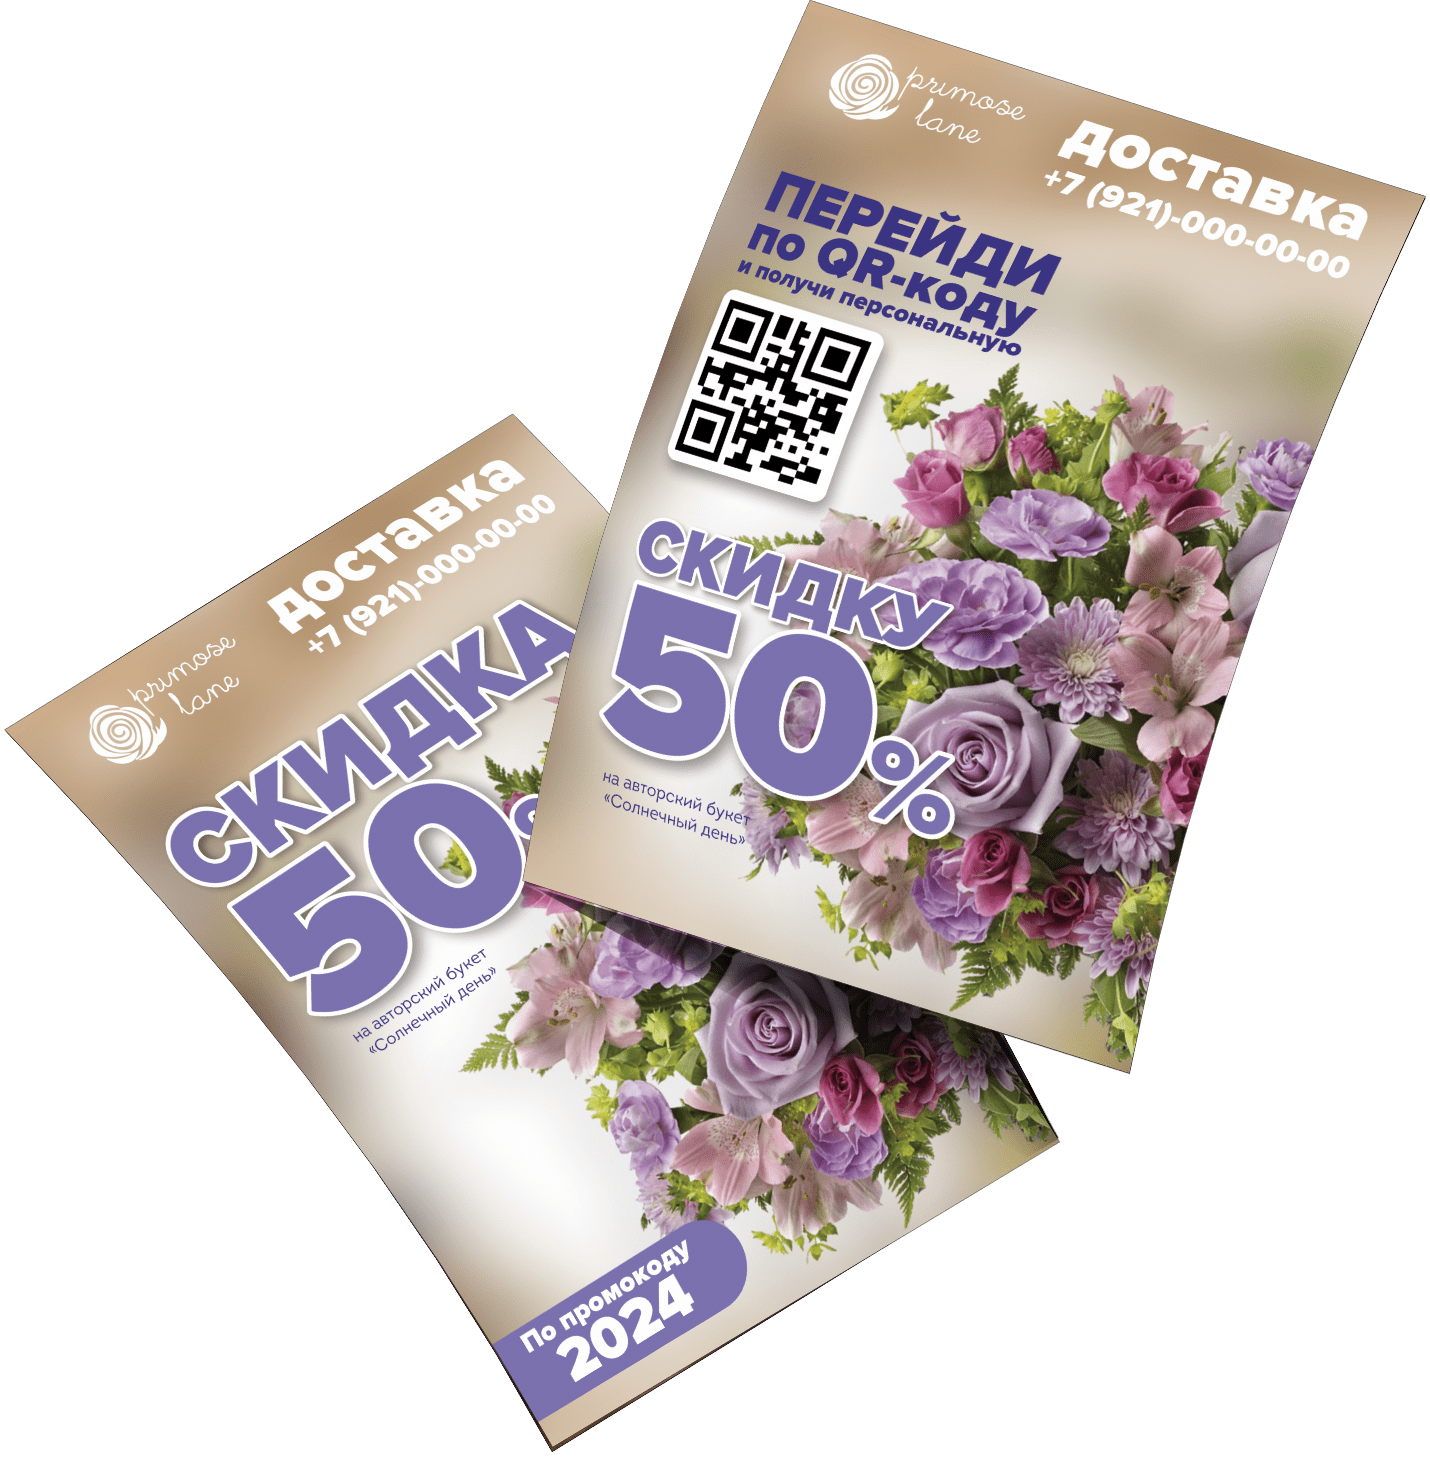 primose
lane
доставка
+7 (921)-000-00-00
ПЕРЕЙДИ
по QR-коду
и получи персональную
СКИДКУ
50%
на авторский букет
«Солнечный день»
доставка
+7 (921)-000-00-00
primose
lane
СКИДКА
50%
на авторский букет
«Солнечный день»
По промокоду
2024